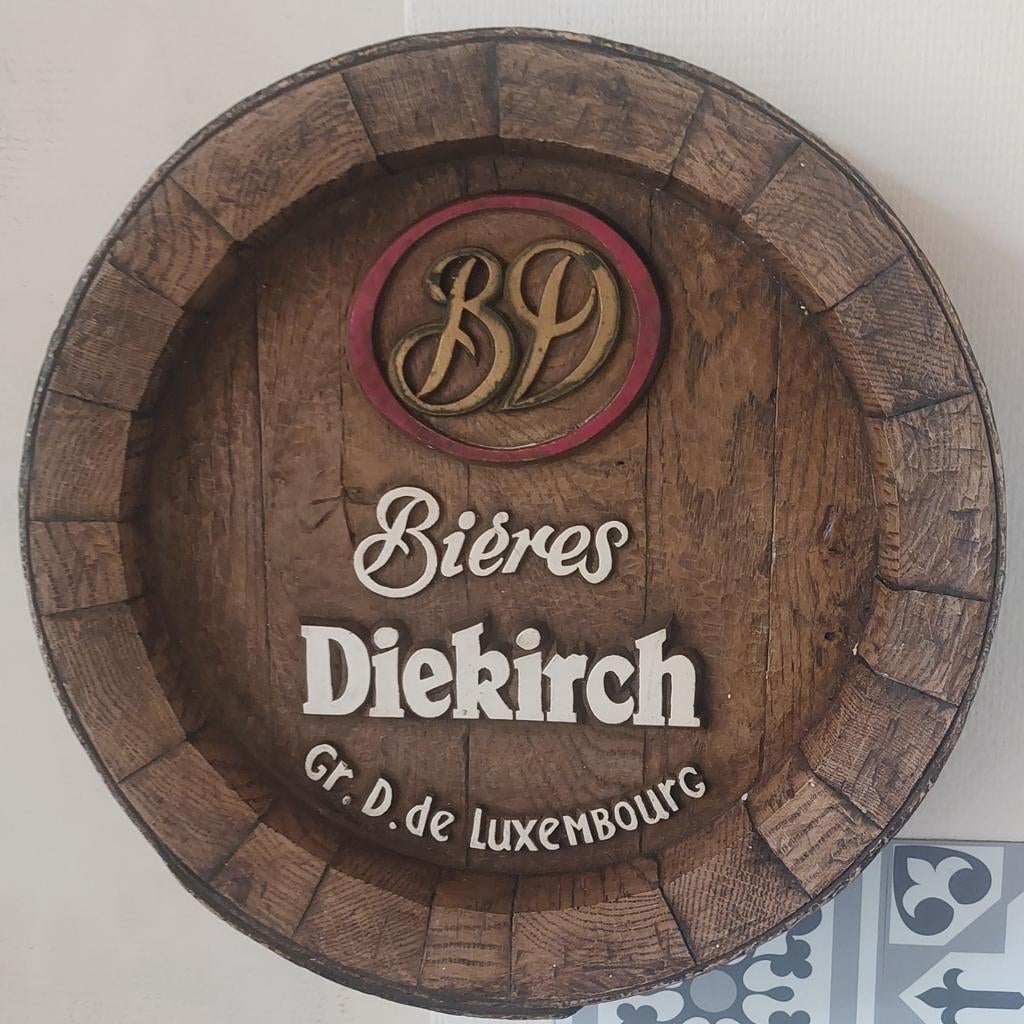 BD
Bières
Diekirch
Gr. D. de Luxembourg